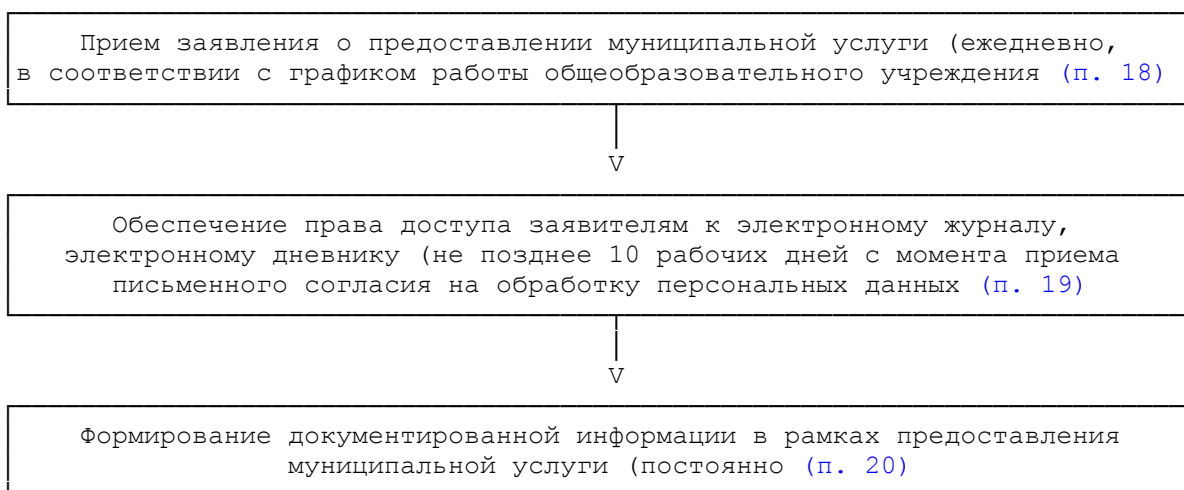 Прием заявления о предоставлении муниципальной услуги (ежедневно,
в соответствии с графиком работы общеобразовательного учреждения (п. 18)
V
Обеспечение права доступа заявителям к электронному журналу,
электронному дневнику (не позднее 10 рабочих дней с момента приема
письменного согласия на обработку персональных данных (п. 19)
V
Формирование документированной информации в рамках предоставления
муниципальной услуги (постоянно (п. 20)